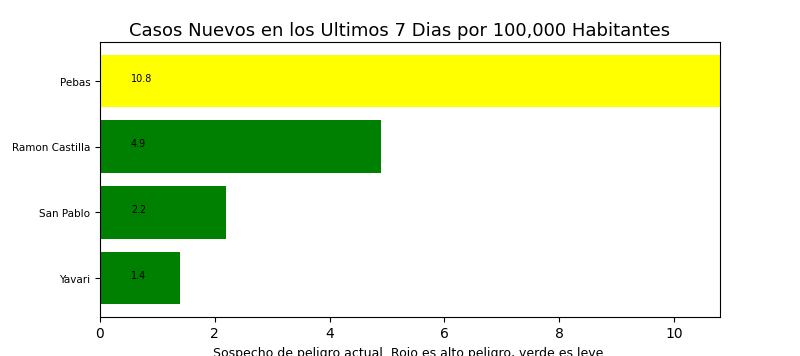 Casos Nuevos en los Ultimos 7 Dias por 100,000 Habitantes
Pebas 10.8
Ramon Castilla 4.9
San Pablo 2.2
Yavari 1.4
0 2 4 6 8 10
Sospecho de peligro actual. Rojo es alto peligro, verde es leve